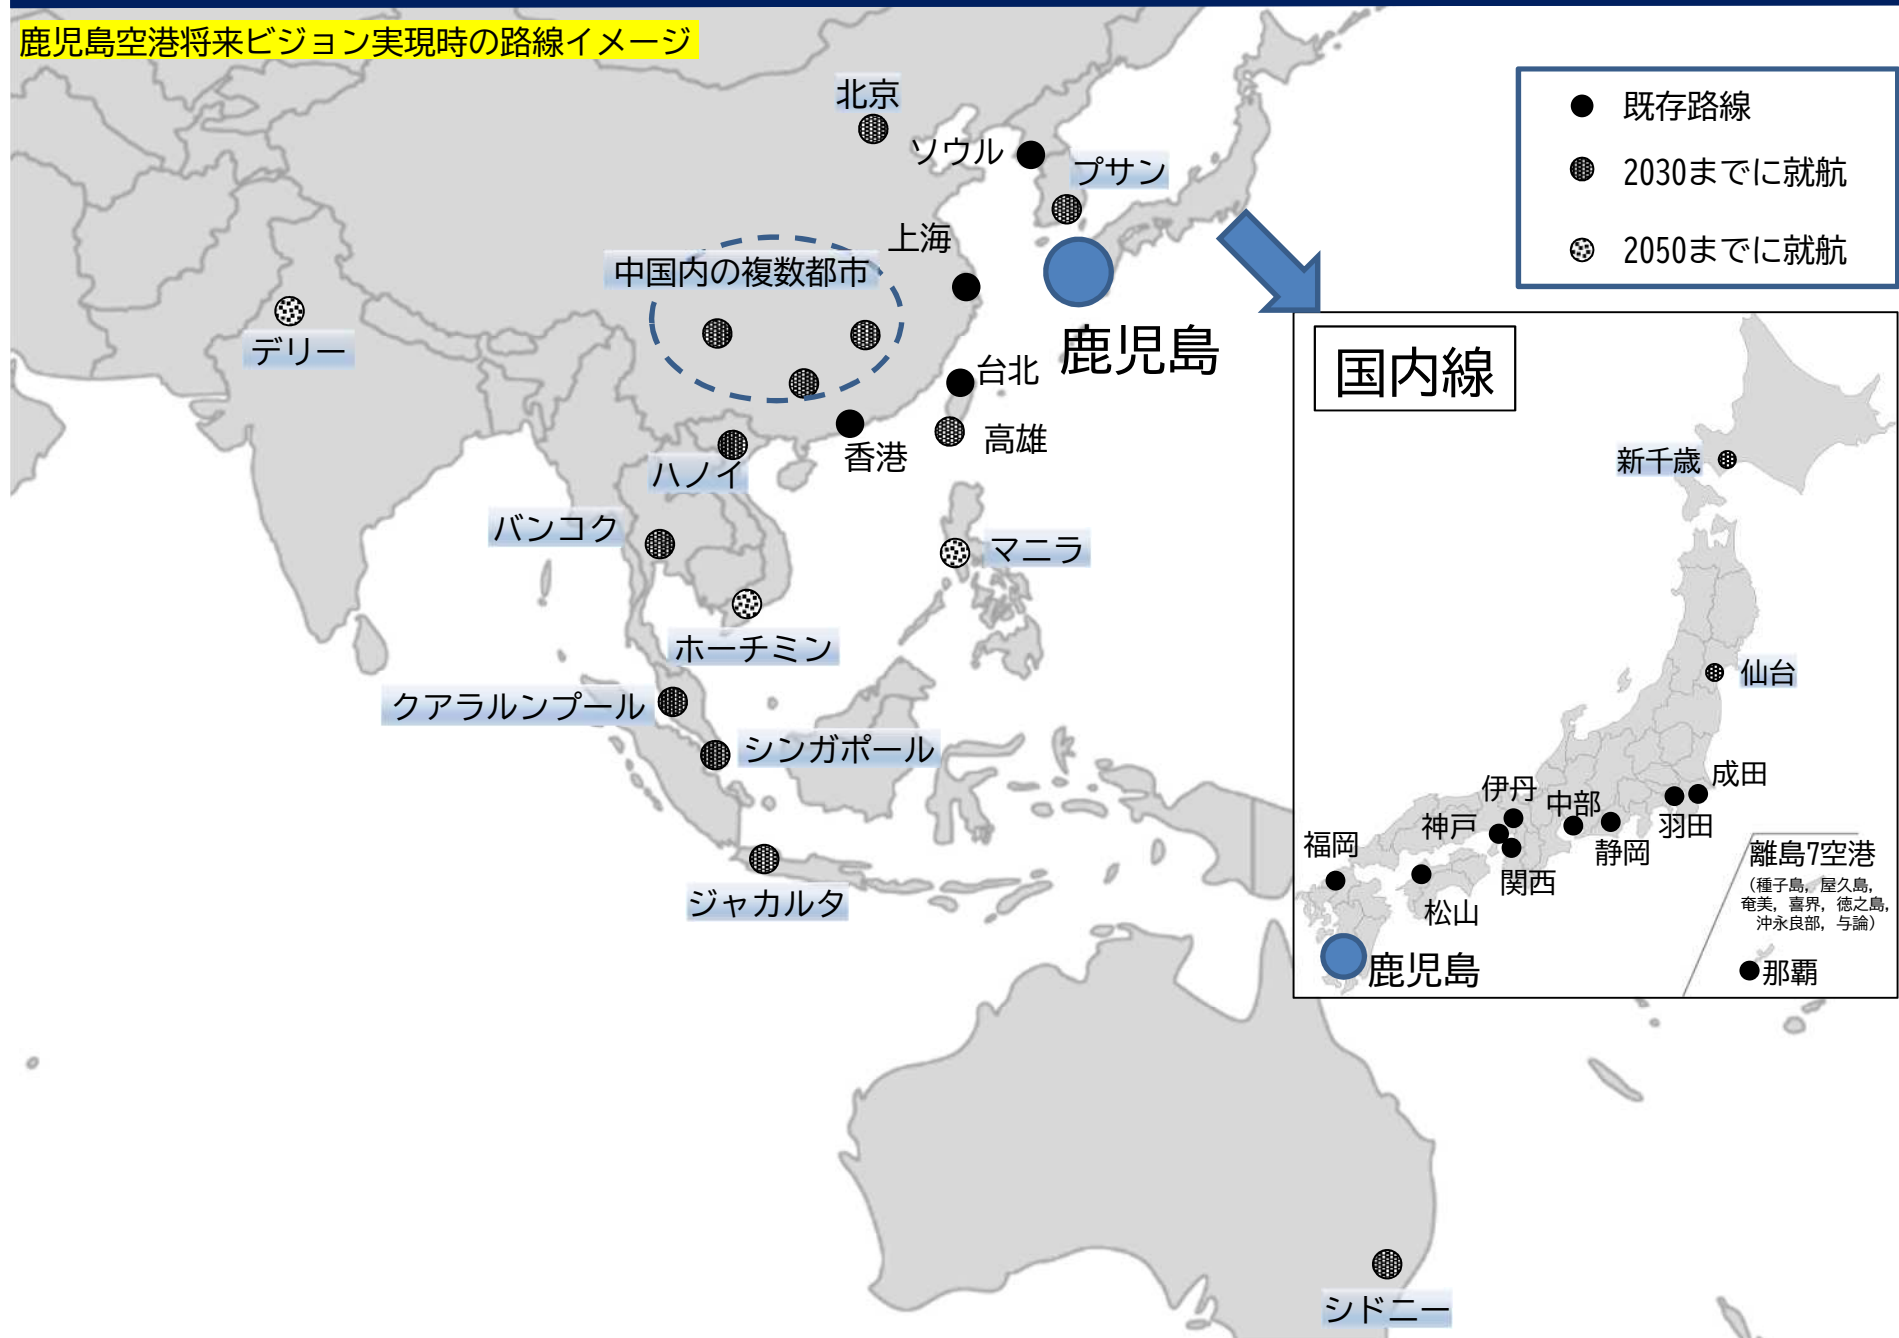 鹿児島空港将来ビジョン実現時の路線イメージ
既存路線
2030までに就航
2050までに就航
北京
ソウル
プサン
上海
中国内の複数都市
デリー
鹿児島
台北
高雄
香港
ハノイ
バンコク
マニラ
ホーチミン
クアラルンプール
シンガポール
ジャカルタ
シドニー
国内線
新千歳
仙台
成田
羽田
伊丹
中部
神戸
静岡
福岡
関西
松山
鹿児島
離島7空港
（種子島，屋久島，
奄美，喜界，徳之島，
沖永良部，与論）
那覇